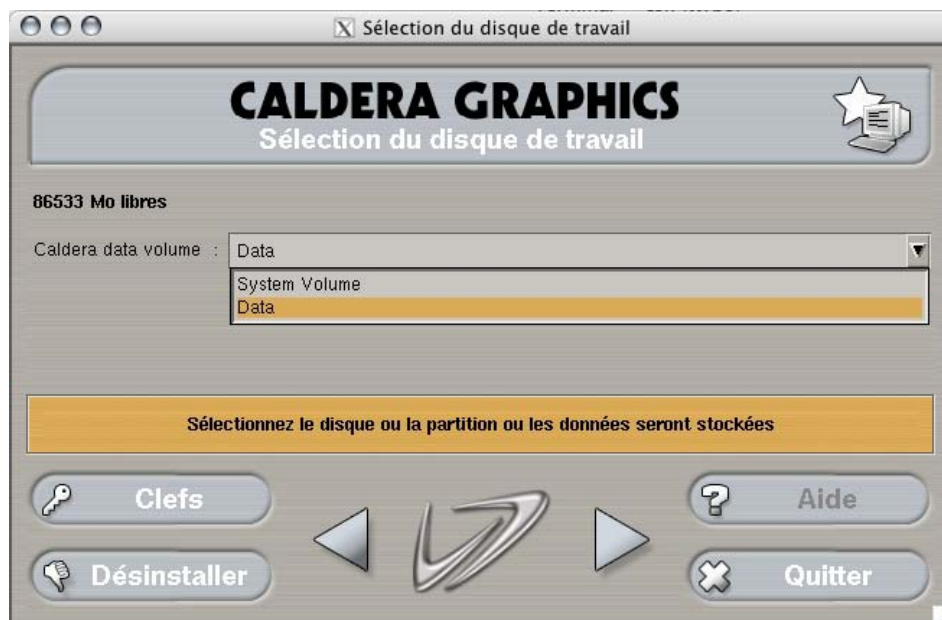 Sélection du disque de travail
CALDERA GRAPHICS
Sélection du disque de travail
86533 Mo libres
Caldera data volume : Data
System Volume
Data
Sélectionnez le disque ou la partition ou les données seront stockées
Clefs
Aide
Désinstaller
Quitter